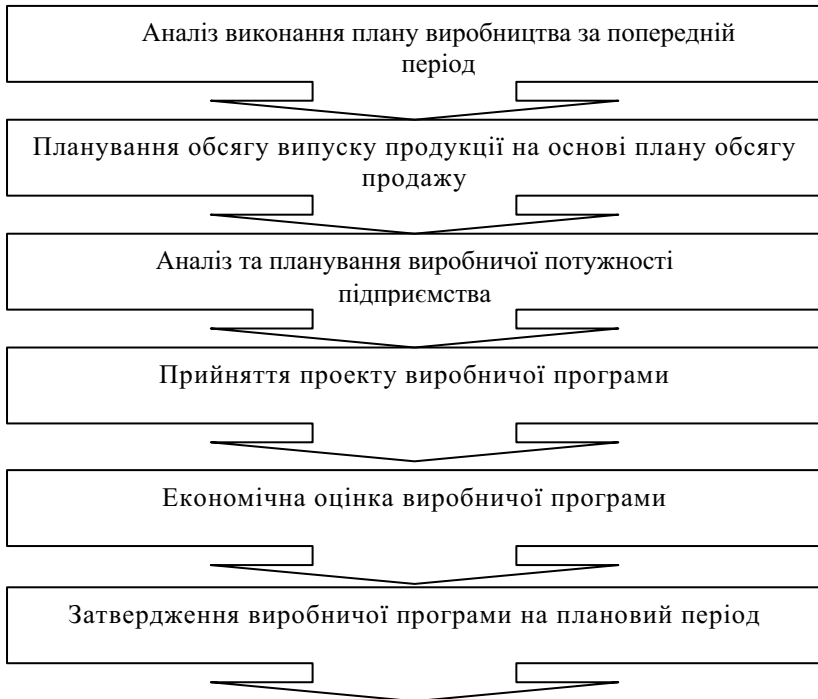 Аналіз виконання плану виробництва за попередній
період
Планування обсягу випуску продукції на основі плану обсягу
продажу
Аналіз та планування виробничої потужності
підприємства
Прийняття проекту виробничої програми
Економічна оцінка виробничої програми
Затвердження виробничої програми на плановий період